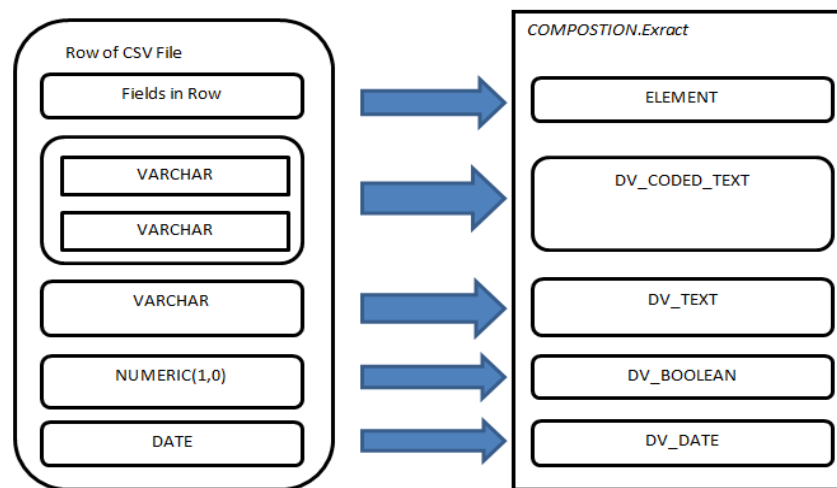 Row of CSV File
Fields in Row
VARCHAR
VARCHAR
VARCHAR
NUMERIC(1,0)
DATE
COMPOSTION.Exract
ELEMENT
DV_CODED_TEXT
DV_TEXT
DV_BOOLEAN
DV_DATE